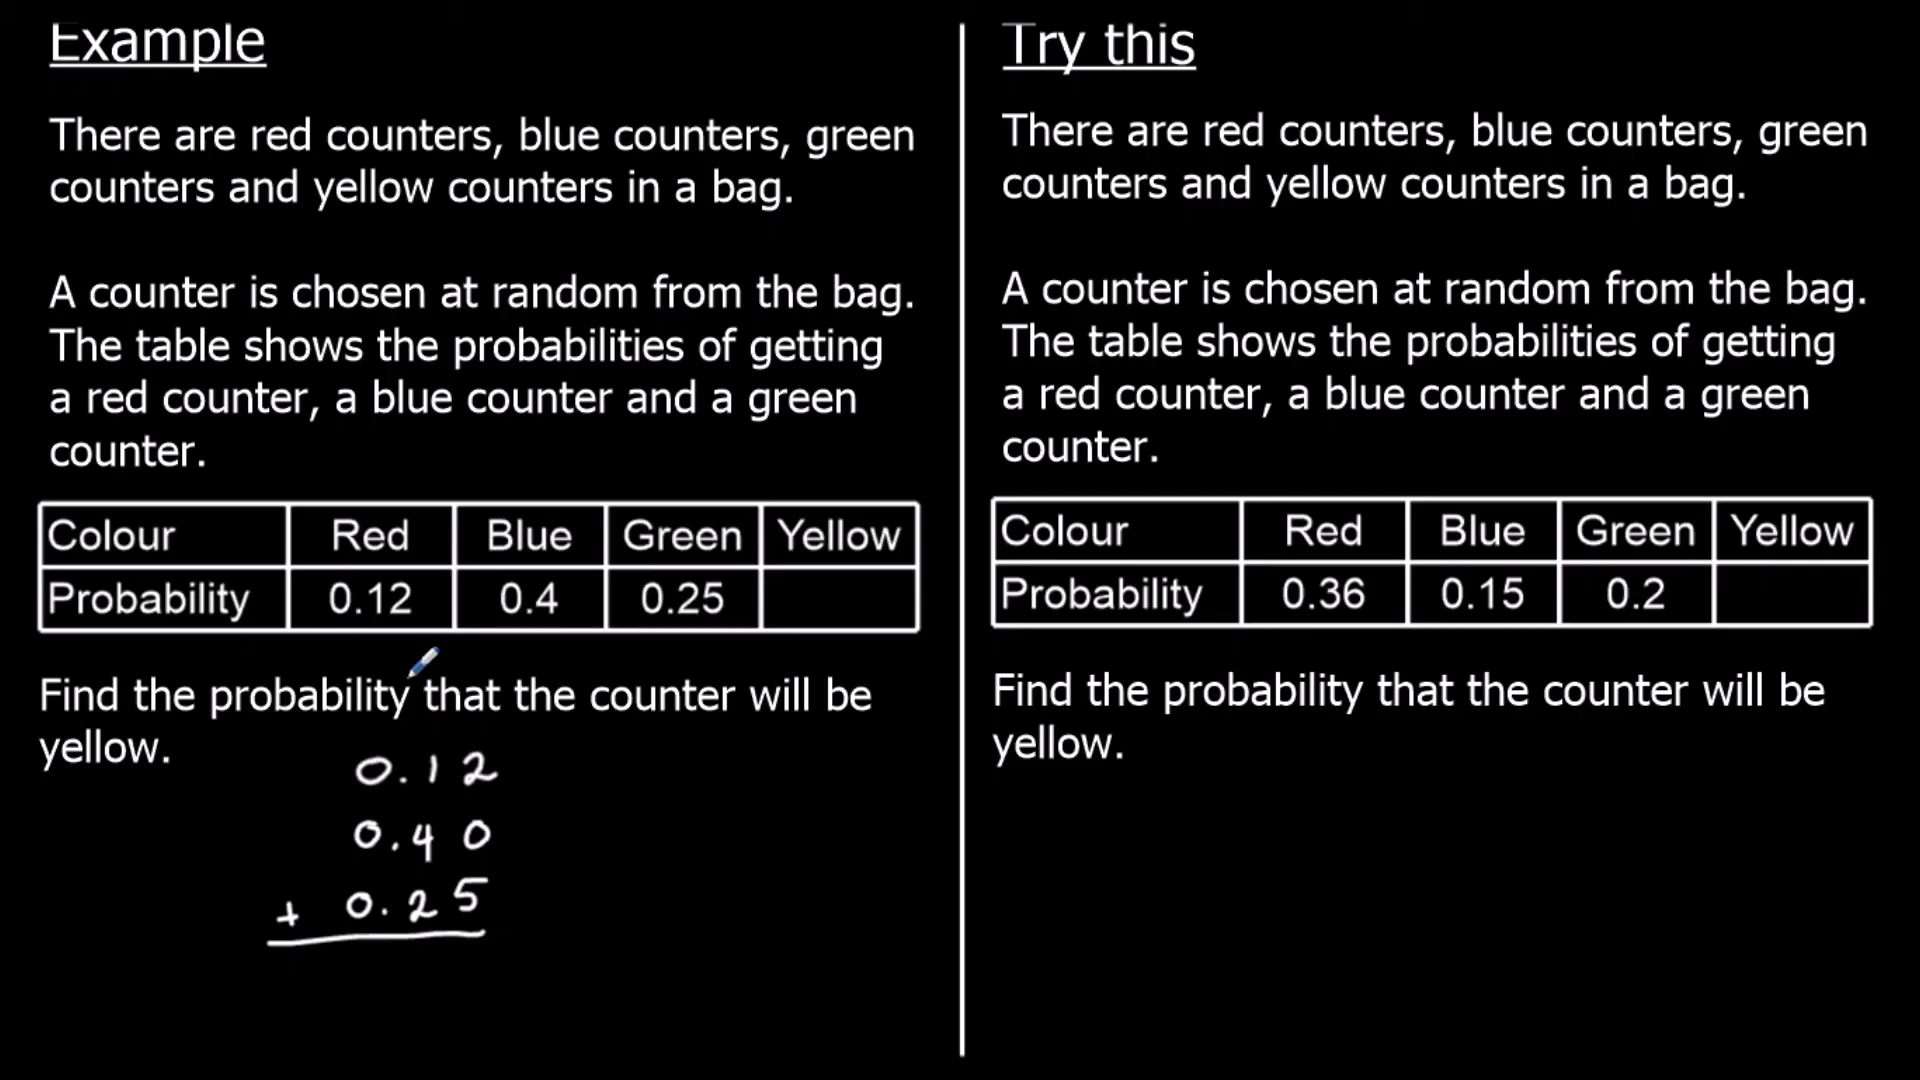 Example
There are red counters, blue counters, green
counters and yellow counters in a bag.
A counter is chosen at random from the bag.
The table shows the probabilities of getting
a red counter, a blue counter and a green
counter.
Colour Red Blue Green Yellow
Probability 0.12 0.4 0.25
Find the probability that the counter will be
yellow.
0.12
0.40
+ 0.25
Try this
There are red counters, blue counters, green
counters and yellow counters in a bag.
A counter is chosen at random from the bag.
The table shows the probabilities of getting
a red counter, a blue counter and a green
counter.
Colour Red Blue Green Yellow
Probability 0.36 0.15 0.2
Find the probability that the counter will be
yellow.